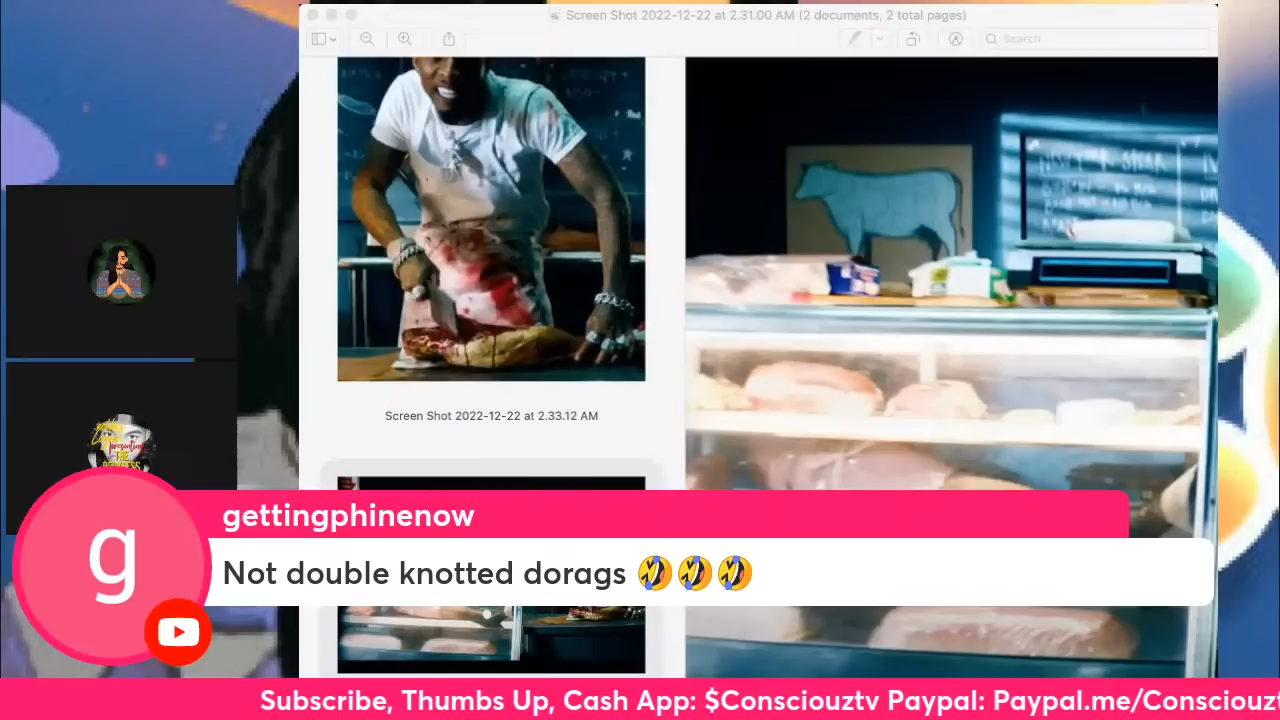 Screen Shot 2022-12-22 at 2.31.00 AM (2 documents, 2 total pages)
Search
Screen Shot 2022-12-22 at 2.33.12 AM
presenting
THE
g
gettingphinenow
Not double knotted dorags 🤣🤣🤣
Subscribe, Thumbs Up, Cash App: $Consciouztv Paypal: Paypal.me/Consciouzt